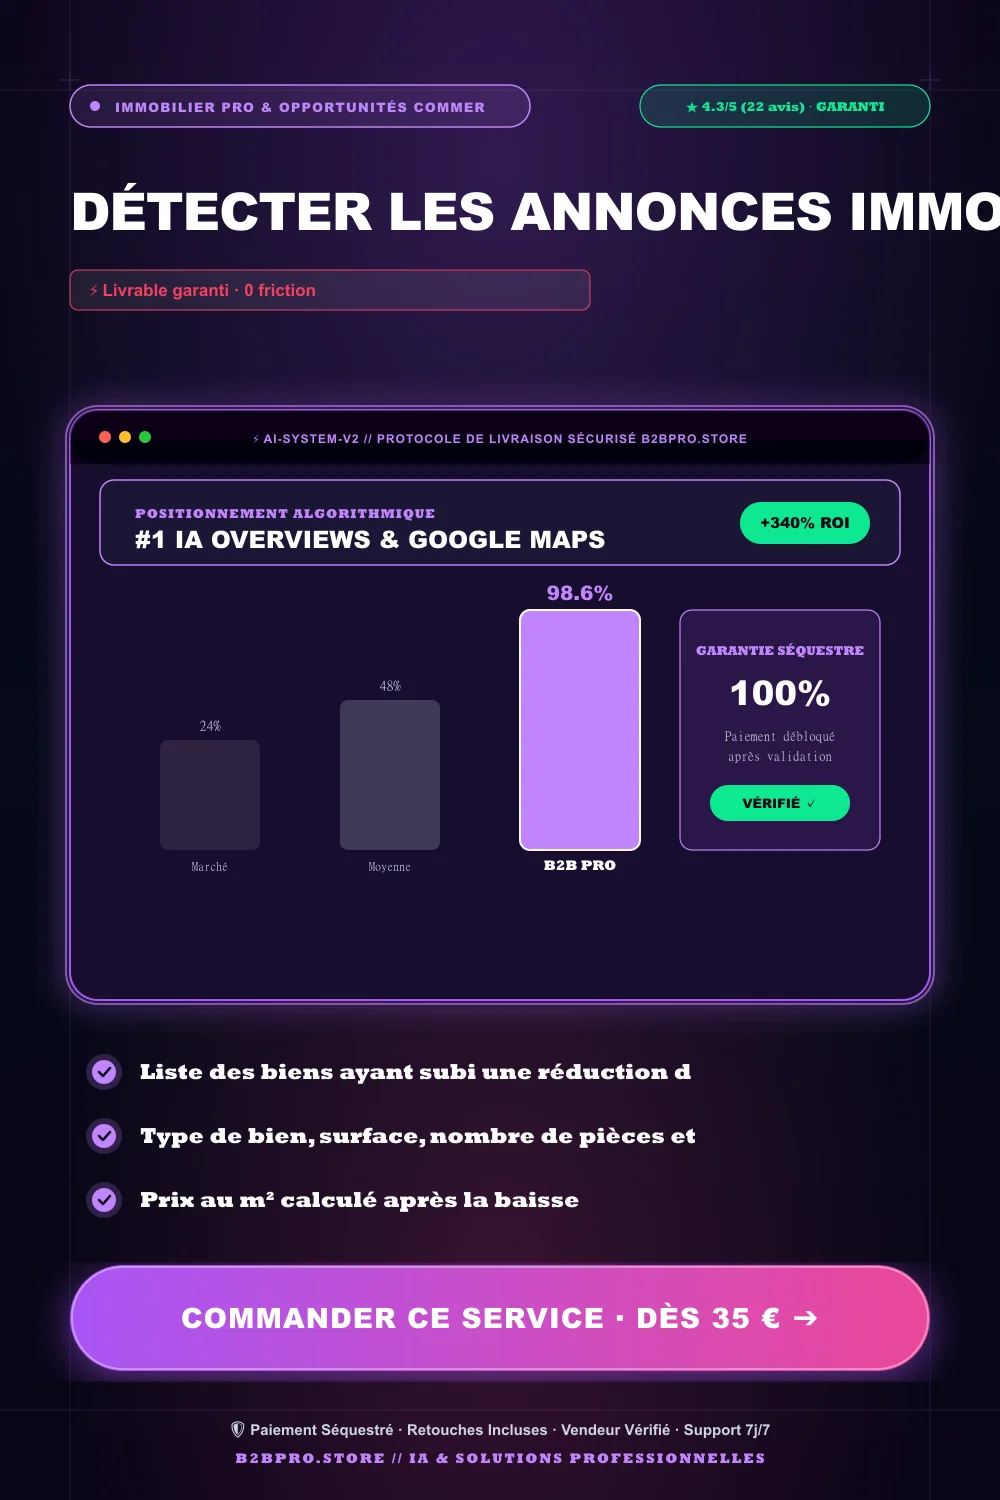 IMMOBILIER PRO & OPPORTUNITÉS COMMER
★ 4.3/5 (22 avis) · GARANTI
DÉTECTER LES ANNONCES IMMO
⚡ Livrable garanti · 0 friction
⚡ AI-SYSTEM-V2 // PROTOCOLE DE LIVRAISON SÉCURISÉ B2BPRO.STORE
POSITIONNEMENT ALGORITHMIQUE
#1 IA OVERVIEWS & GOOGLE MAPS
+340% ROI
98.6%
48%
24%
GARANTIE SÉQUESTRE
100%
Paiement débloqué
après validation
VÉRIFIÉ ✓
Marché
Moyenne
B2B PRO
Liste des biens ayant subi une réduction d
Type de bien, surface, nombre de pièces et
Prix au m² calculé après la baisse
COMMANDER CE SERVICE · DÈS 35 € ➔
🛡 Paiement Séquestré · Retouches Incluses · Vendeur Vérifié · Support 7j/7
B2BPRO.STORE // IA & SOLUTIONS PROFESSIONNELLES